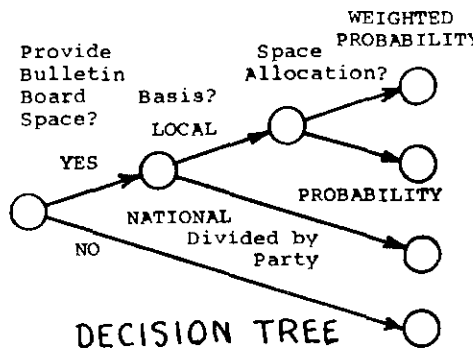 WEIGHTED
PROBABILITY
Provide
Bulletin
Board
Space?
Basis?
Space
Allocation?
LOCAL
YES
PROBABILITY
NATIONAL
Divided by
Party
NO
DECISION TREE